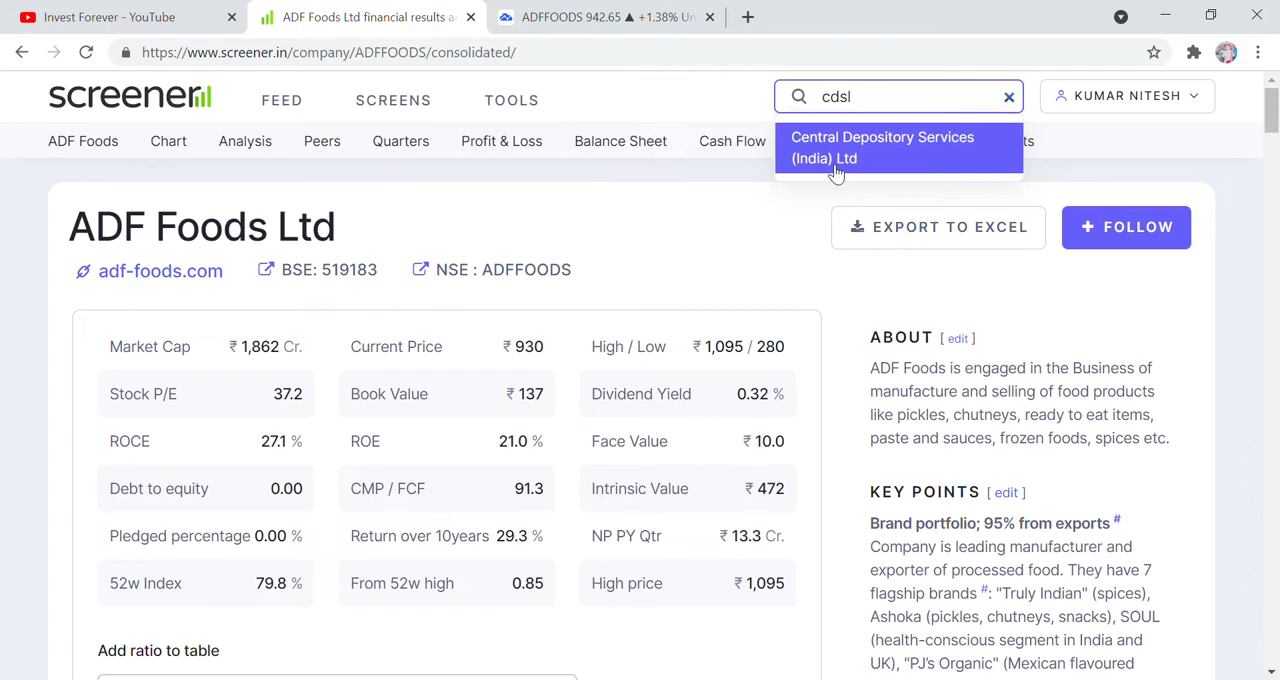 Invest Forever - YouTube
ADF Foods Ltd financial results a
ADFFOODS 942.65 ▲ +1.38% Un
https://www.screener.in/company/ADFFOODS/consolidated/
screener
FEED
SCREENS
TOOLS
cdsl
KUMAR NITESH
ADF Foods
Chart
Analysis
Peers
Quarters
Profit & Loss
Balance Sheet
Cash Flow
ts
Central Depository Services
(India) Ltd
ADF Foods Ltd
EXPORT TO EXCEL
+ FOLLOW
adf-foods.com
BSE: 519183
NSE : ADFFOODS
Market Cap ₹ 1,862 Cr.
Current Price ₹ 930
High / Low ₹ 1,095 / 280
Stock P/E 37.2
Book Value ₹ 137
Dividend Yield 0.32 %
ROCE 27.1 %
ROE 21.0 %
Face Value ₹ 10.0
Debt to equity 0.00
CMP / FCF 91.3
Intrinsic Value ₹ 472
Pledged percentage 0.00 %
Return over 10years 29.3 %
NP PY Qtr ₹ 13.3 Cr.
52w Index 79.8 %
From 52w high 0.85
High price ₹ 1,095
Add ratio to table
ABOUT [ edit ]
ADF Foods is engaged in the Business of
manufacture and selling of food products
like pickles, chutneys, ready to eat items,
paste and sauces, frozen foods, spices etc.
KEY POINTS [ edit ]
Brand portfolio; 95% from exports #
Company is leading manufacturer and
exporter of processed food. They have 7
flagship brands #: "Truly Indian" (spices),
Ashoka (pickles, chutneys, snacks), SOUL
(health-conscious segment in India and
UK), "PJ's Organic" (Mexican flavoured